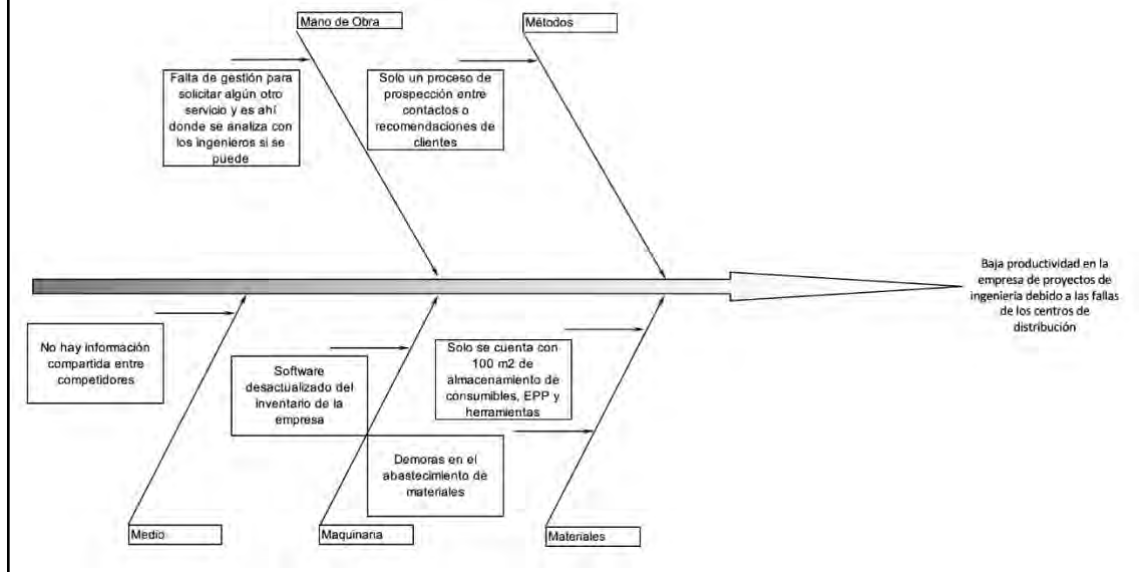 Mano de Obra
Métodos
Falta de gestión para
solicitar algún otro
servicio y es ahí
donde se analiza con
los ingenieros si se
puede
Solo un proceso de
prospección entre
contactos o
recomendaciones de
clientes
Baja productividad en la
empresa de proyectos de
ingeniería debido a las fallas
de los centros de
distribución
No hay información
compartida entre
competidores
Software
desactualizado del
inventario de la
empresa
Solo se cuenta con
100 m2 de
almacenamiento de
consumibles, EPP y
herramientas
Demoras en el
abastecimiento de
materiales
Medio
Maquinaria
Materiales